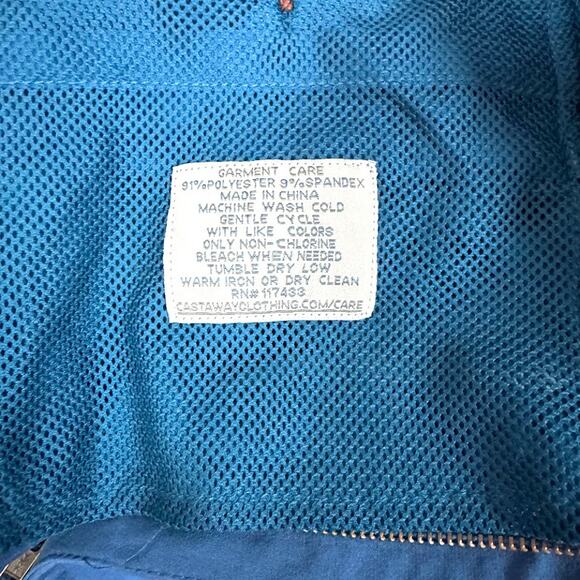 GARMENT CARE
91%POLYESTER 9%SPANDEX
MADE IN CHINA
MACHINE WASH COLD
GENTLE CYCLE
WITH LIKE COLORS
ONLY NON-CHLORINE
BLEACH WHEN NEEDED
TUMBLE DRY LOW
WARM IRON OR DRY CLEAN
RN# 117433
CASTAWAYCLOTHING.COM/CARE